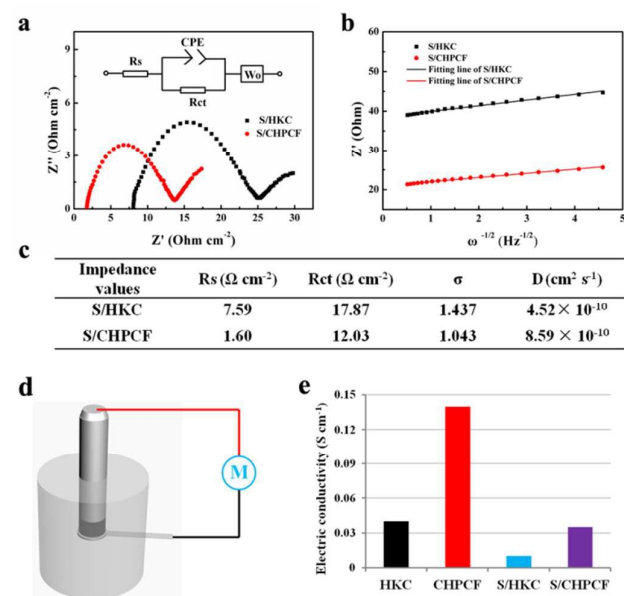 a
Z'' (Ohm cm⁻²)
9
6
3
0
CPE
Rs
Wo
Rct
S/HKC
S/CHPCF
0 5 10 15 20 25 30
Z' (Ohm cm⁻²)
b
Z' (Ohm)
60
50
40
30
20
S/HKC
S/CHPCF
Fitting line of S/HKC
Fitting line of S/CHPCF
0 1 2 3 4 5
ω ⁻¹/² (Hz⁻¹/²)
c
Impedance values Rs (Ω cm⁻²) Rct (Ω cm⁻²) σ D (cm² s⁻¹)
S/HKC 7.59 17.87 1.437 4.52× 10⁻¹⁰
S/CHPCF 1.60 12.03 1.043 8.59 × 10⁻¹⁰
d
M
e
Electric conductivity (S cm⁻¹)
0.15
0.12
0.09
0.06
0.03
0
HKC CHPCF S/HKC S/CHPCF